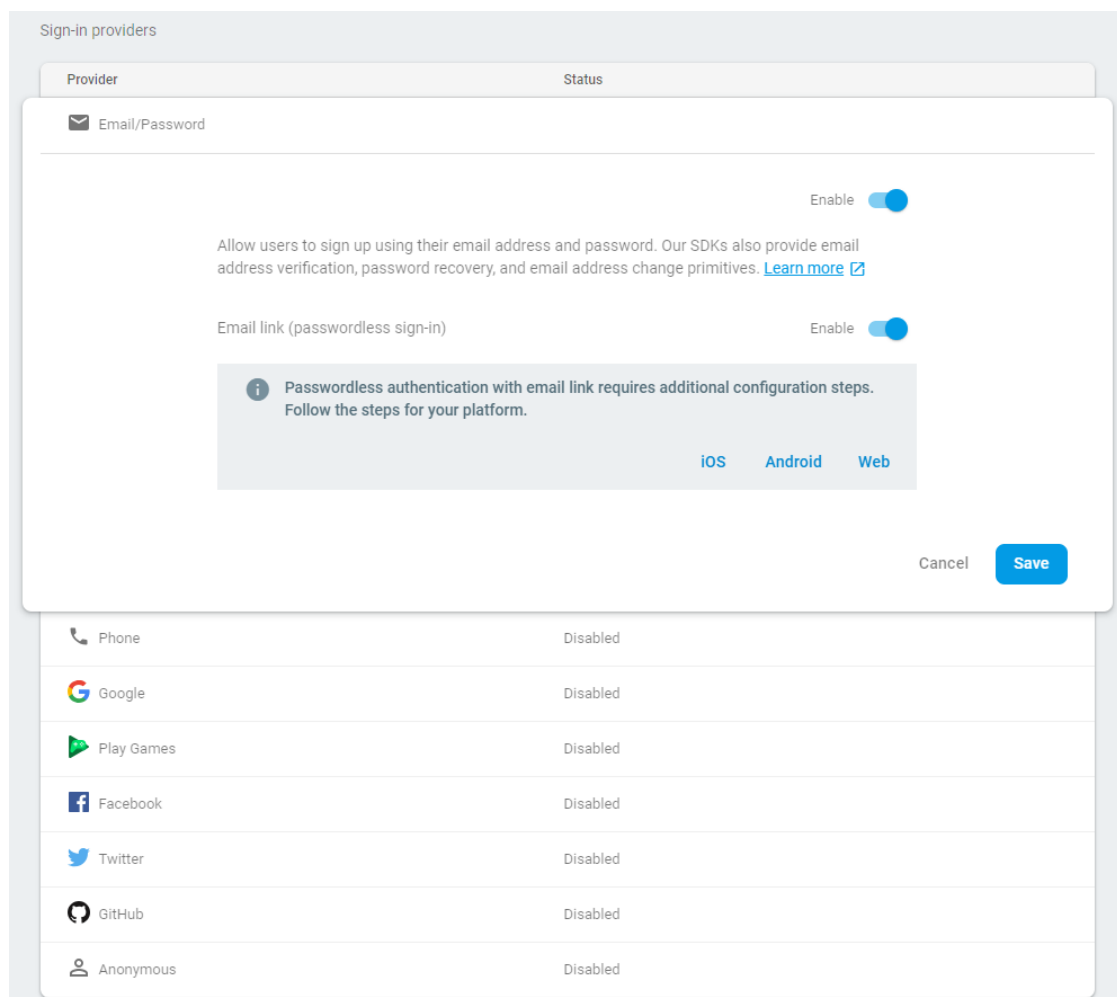 Sign-in providers
Provider Status
Email/Password
Enable
Allow users to sign up using their email address and password. Our SDKs also provide email
address verification, password recovery, and email address change primitives. Learn more
Email link (passwordless sign-in) Enable
Passwordless authentication with email link requires additional configuration steps.
Follow the steps for your platform.
iOS Android Web
Cancel Save
Phone Disabled
Google Disabled
Play Games Disabled
Facebook Disabled
Twitter Disabled
GitHub Disabled
Anonymous Disabled